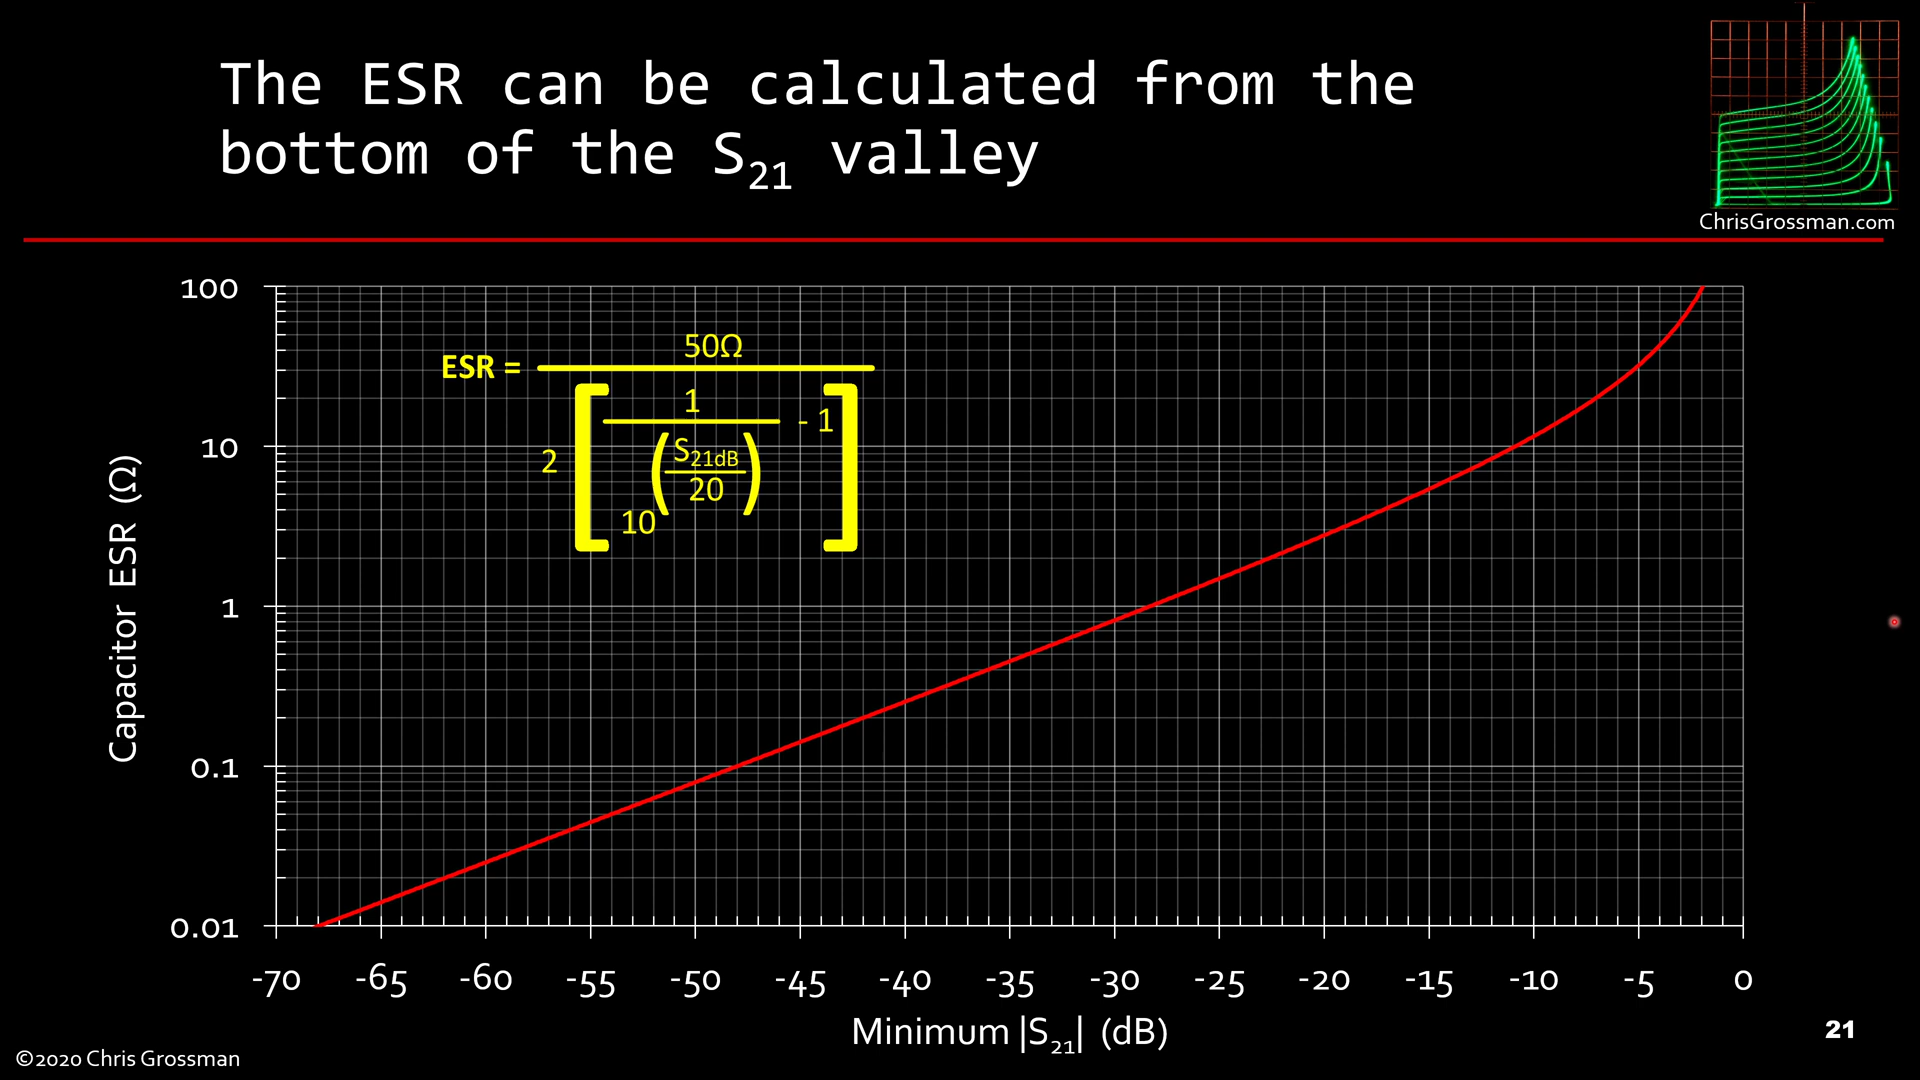 The ESR can be calculated from the
bottom of the S21 valley
ChrisGrossman.com
100
10
1
0.1
0.01
Capacitor ESR (Ω)
ESR =
50Ω
2
1
- 1
10
S21dB
20
-70 -65 -60 -55 -50 -45 -40 -35 -30 -25 -20 -15 -10 -5 0
Minimum |S21| (dB)
21
©2020 Chris Grossman